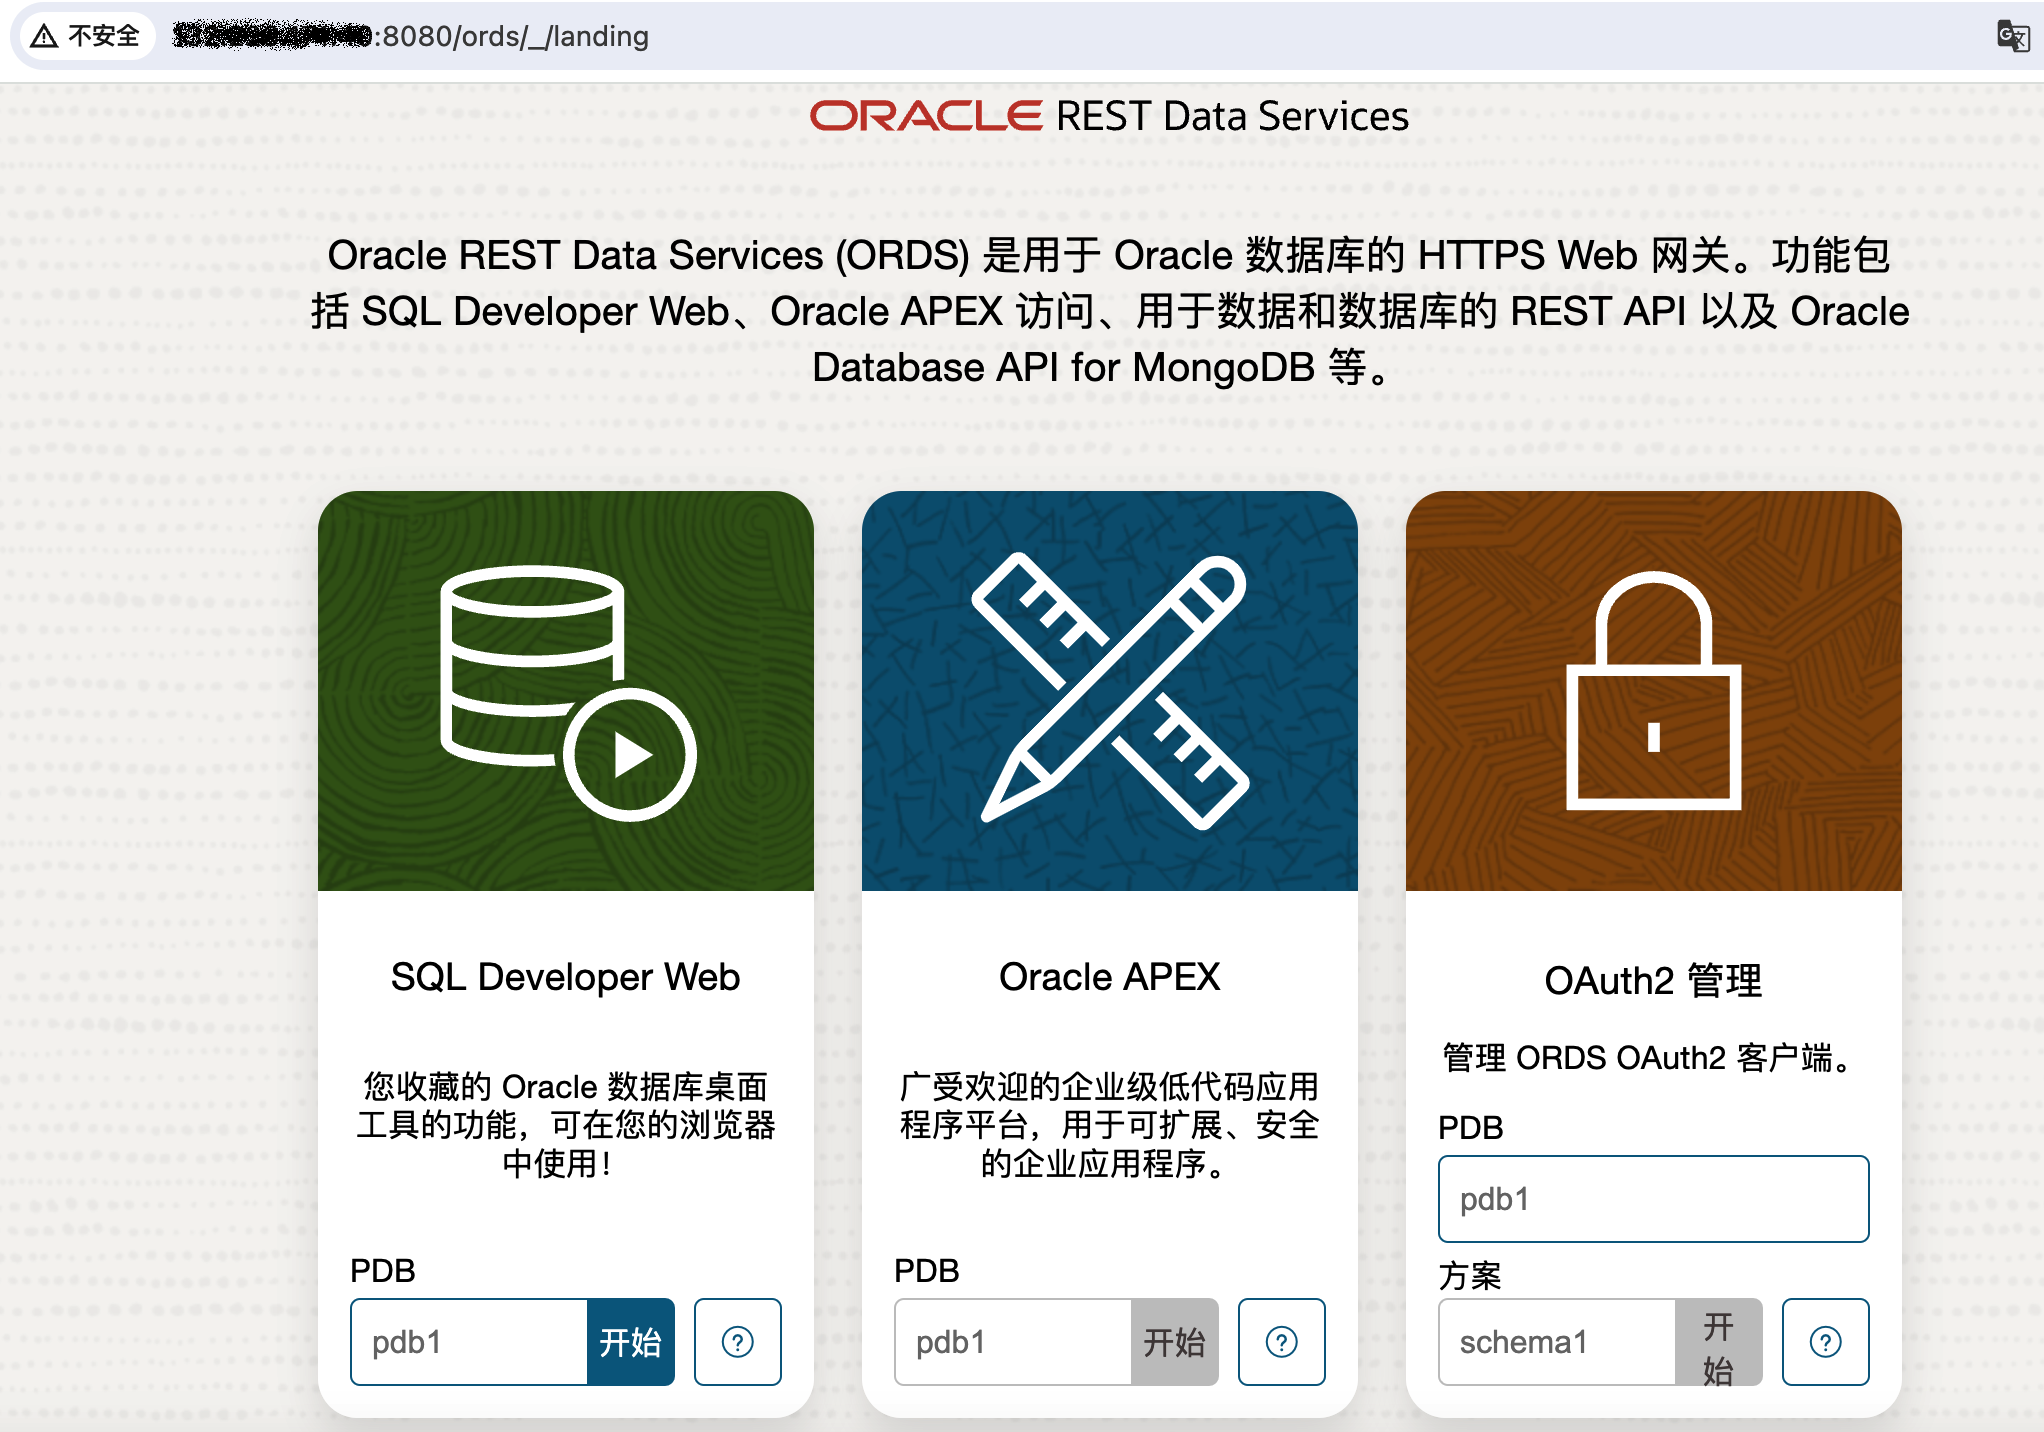 不安全 :8080/ords/_/landing
ORACLE REST Data Services
Oracle REST Data Services (ORDS) 是用于 Oracle 数据库的 HTTPS Web 网关。功能包
括 SQL Developer Web、Oracle APEX 访问、用于数据和数据库的 REST API 以及 Oracle
Database API for MongoDB 等。
SQL Developer Web
您收藏的 Oracle 数据库桌面
工具的功能，可在您的浏览器
中使用！
PDB
pdb1 开始
Oracle APEX
广受欢迎的企业级低代码应用
程序平台，用于可扩展、安全
的企业应用程序。
PDB
pdb1 开始
OAuth2 管理
管理 ORDS OAuth2 客户端。
PDB
pdb1
方案
schema1 开
始